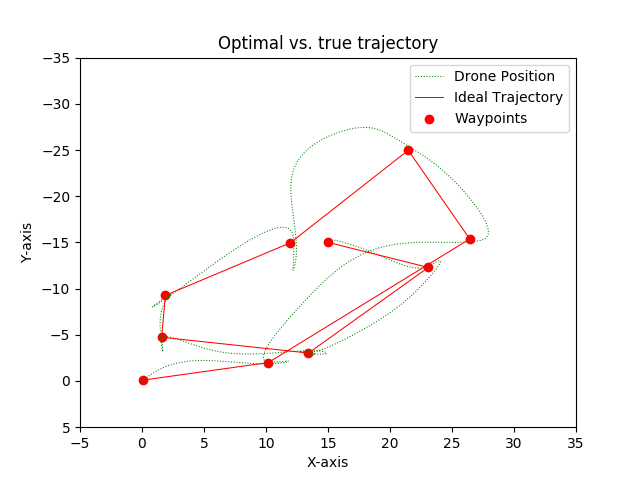 Optimal vs. true trajectory
Drone Position
Ideal Trajectory
Waypoints
Y-axis
−35
−30
−25
−20
−15
−10
−5
0
5
−5 0 5 10 15 20 25 30 35
X-axis